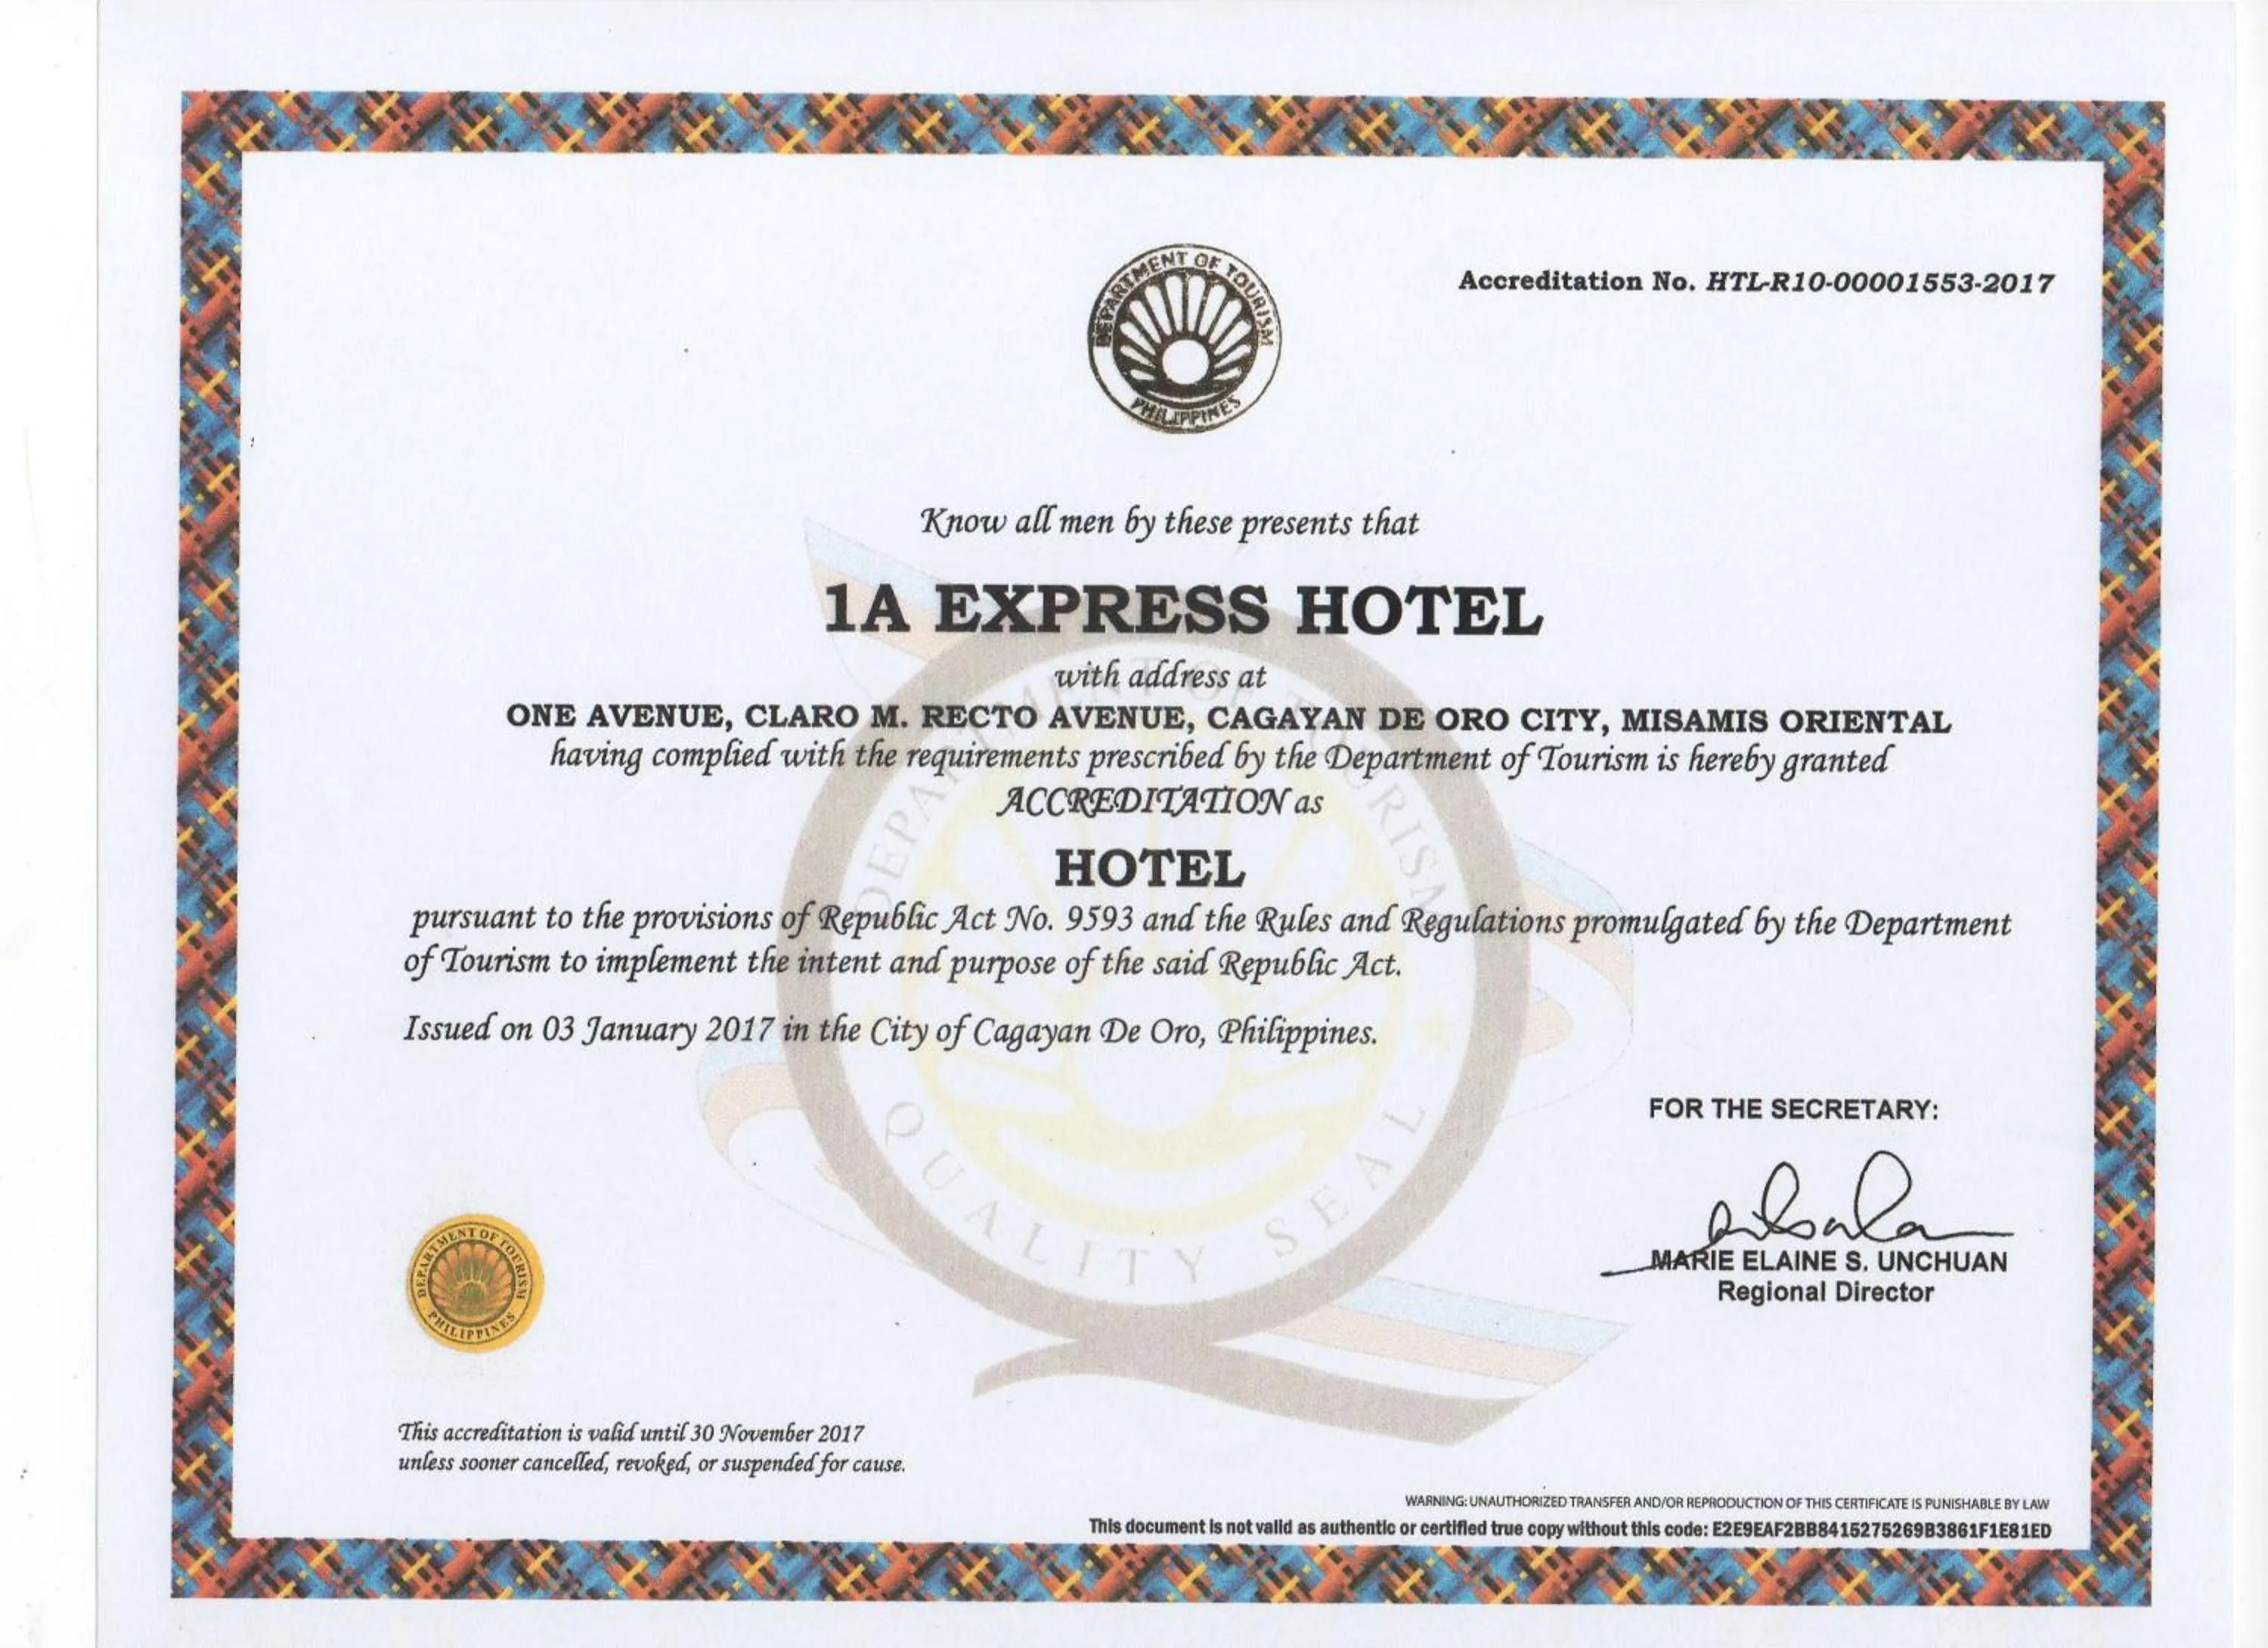 DEPARTMENT OF TOURISM
PHILIPPINES
Accreditation No. HTL-R10-00001553-2017
Know all men by these presents that
1A EXPRESS HOTEL
with address at
ONE AVENUE, CLARO M. RECTO AVENUE, CAGAYAN DE ORO CITY, MISAMIS ORIENTAL
having complied with the requirements prescribed by the Department of Tourism is hereby granted
ACCREDITATION as
HOTEL
pursuant to the provisions of Republic Act No. 9593 and the Rules and Regulations promulgated by the Department
of Tourism to implement the intent and purpose of the said Republic Act.
Issued on 03 January 2017 in the City of Cagayan De Oro, Philippines.
DEPARTMENT OF TOURISM
QUALITY SEAL
FOR THE SECRETARY:
MARIE ELAINE S. UNCHUAN
Regional Director
DEPARTMENT OF TOURISM
PHILIPPINES
This accreditation is valid until 30 November 2017
unless sooner cancelled, revoked, or suspended for cause.
WARNING: UNAUTHORIZED TRANSFER AND/OR REPRODUCTION OF THIS CERTIFICATE IS PUNISHABLE BY LAW
This document is not valid as authentic or certified true copy without this code: E2E9EAF2BB8415275269B3861F1E81ED